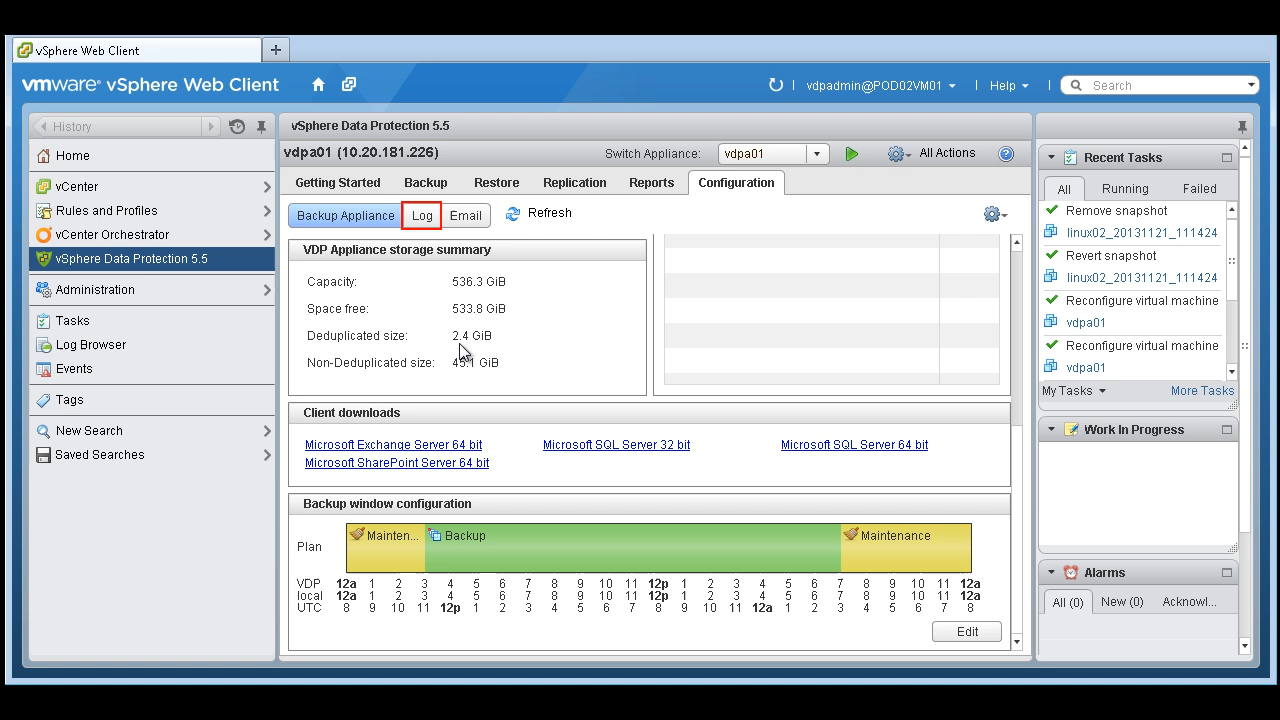 vSphere Web Client
vmware vSphere Web Client
vdpadmin@POD02VM01
Help
Search
History
Home
vCenter
Rules and Profiles
vCenter Orchestrator
vSphere Data Protection 5.5
Administration
Tasks
Log Browser
Events
Tags
New Search
Saved Searches
vSphere Data Protection 5.5
vdpa01 (10.20.181.226)
Switch Appliance: vdpa01
All Actions
Getting Started Backup Restore Replication Reports Configuration
Backup Appliance Log Email Refresh
VDP Appliance storage summary
Capacity: 536.3 GiB
Space free: 533.8 GiB
Deduplicated size: 2.4 GiB
Non-Deduplicated size: 45.1 GiB
Client downloads
Microsoft Exchange Server 64 bit Microsoft SQL Server 32 bit Microsoft SQL Server 64 bit
Microsoft SharePoint Server 64 bit
Backup window configuration
Plan Mainten... Backup Maintenance
VDP 12a 1 2 3 4 5 6 7 8 9 10 11 12p 1 2 3 4 5 6 7 8 9 10 11 12a
local 12a 1 2 3 4 5 6 7 8 9 10 11 12p 1 2 3 4 5 6 7 8 9 10 11 12a
UTC 8 9 10 11 12p 1 2 3 4 5 6 7 8 9 10 11 12a 1 2 3 4 5 6 7 8
Edit
Recent Tasks
All Running Failed
Remove snapshot
linux02_20131121_111424
Revert snapshot
linux02_20131121_111424
Reconfigure virtual machine
vdpa01
Reconfigure virtual machine
vdpa01
My Tasks More Tasks
Work In Progress
Alarms
All (0) New (0) Acknowl...